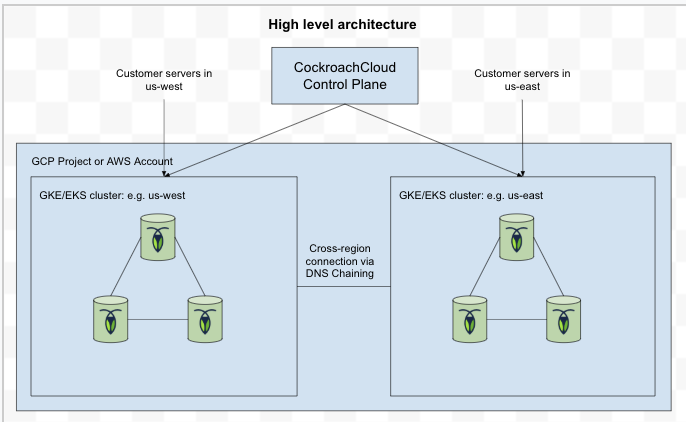 High level architecture
CockroachCloud
Control Plane
Customer servers in
us-west
Customer servers in
us-east
GCP Project or AWS Account
GKE/EKS cluster: e.g. us-west
GKE/EKS cluster: e.g. us-east
Cross-region
connection via
DNS Chaining